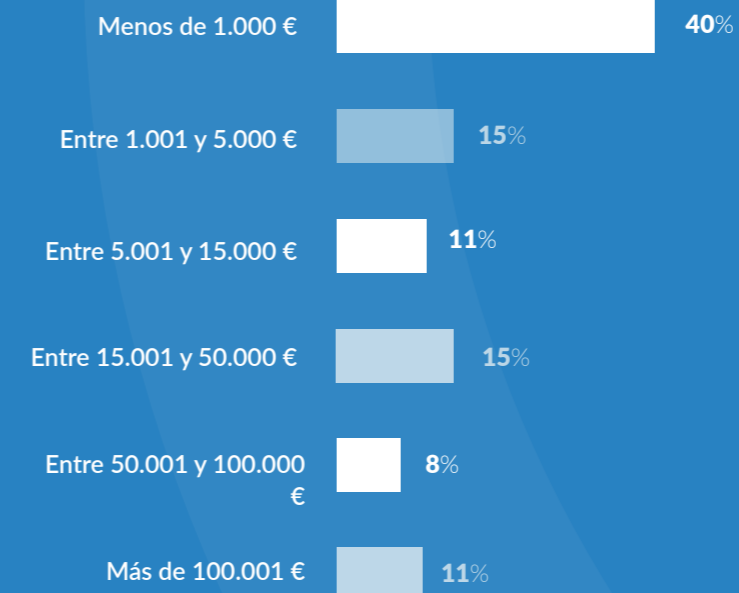 Menos de 1.000 € 40%
Entre 1.001 y 5.000 € 15%
Entre 5.001 y 15.000 € 11%
Entre 15.001 y 50.000 € 15%
Entre 50.001 y 100.000 8%
€
Más de 100.001 € 11%